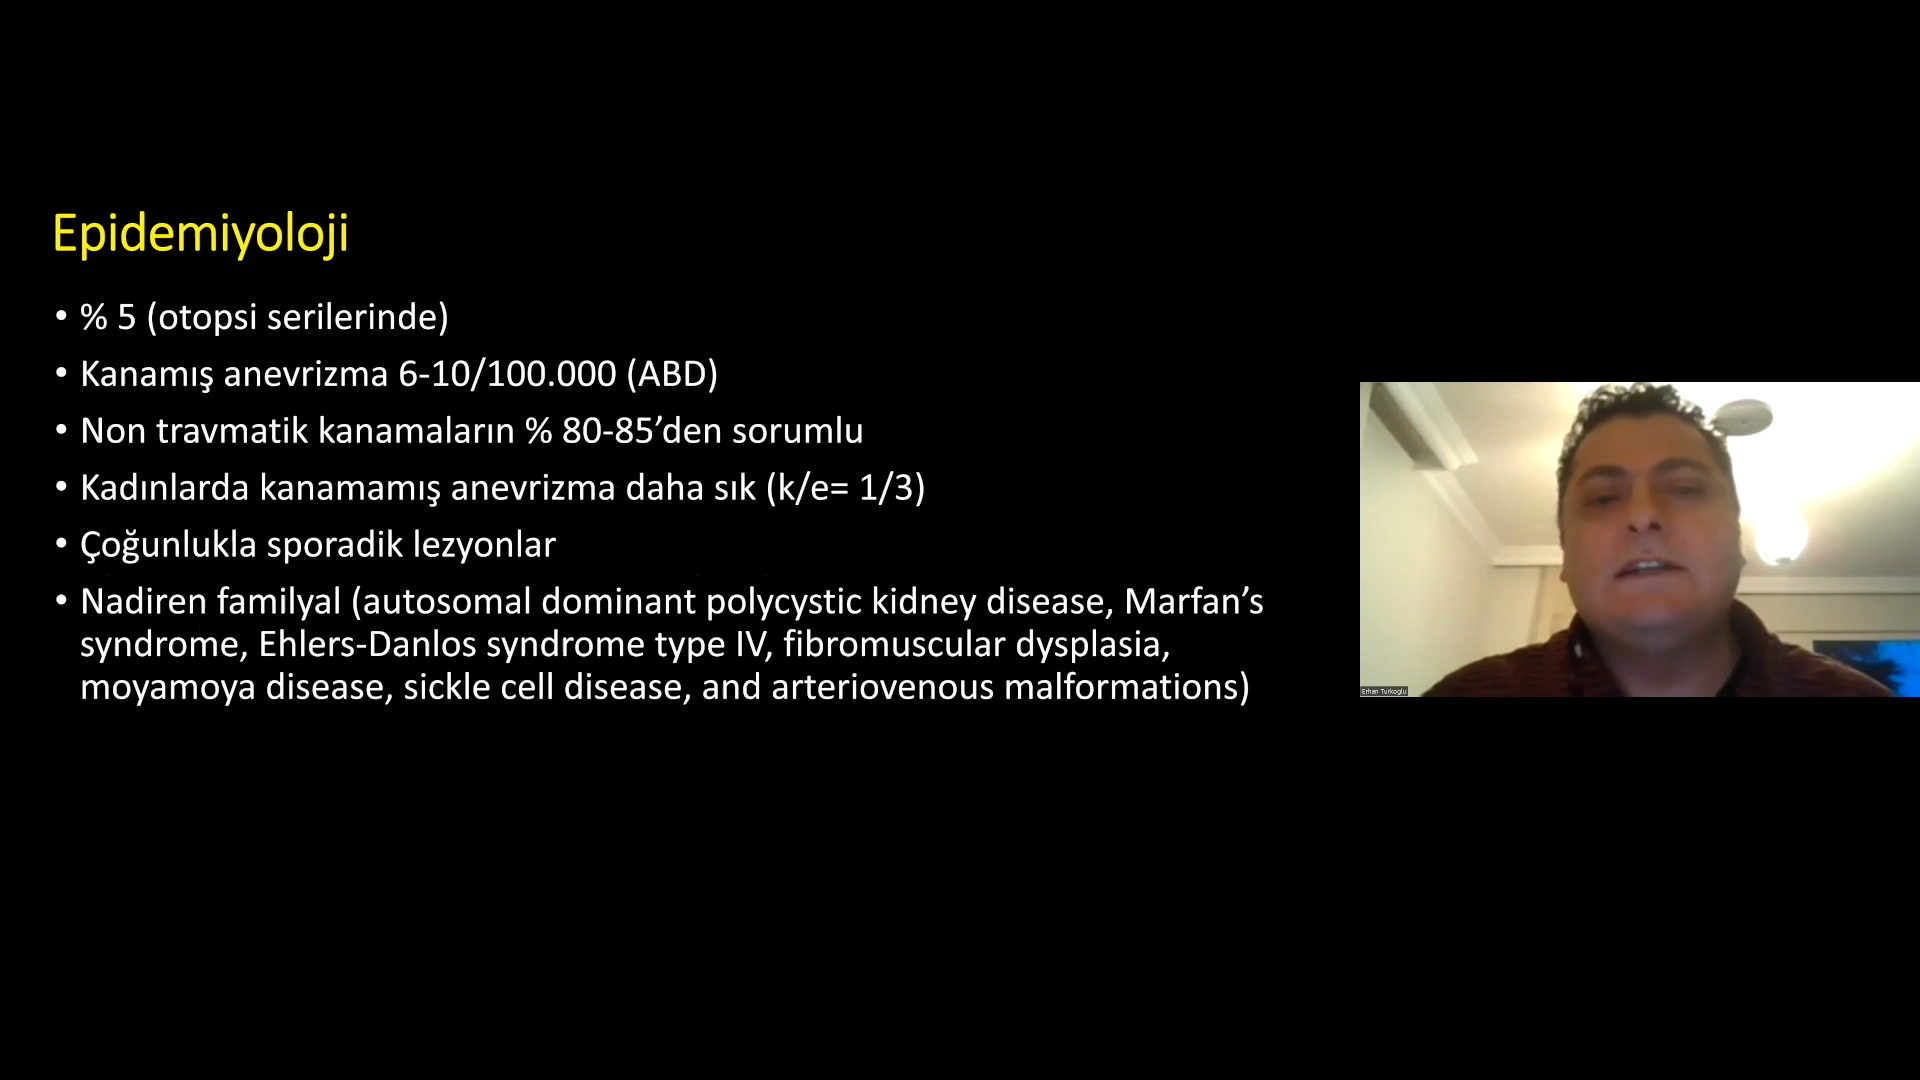 Epidemiyoloji
• % 5 (otopsi serilerinde)
• Kanamış anevrizma 6-10/100.000 (ABD)
• Non travmatik kanamaların % 80-85’den sorumlu
• Kadınlarda kanamamış anevrizma daha sık (k/e= 1/3)
• Çoğunlukla sporadik lezyonlar
• Nadiren familyal (autosomal dominant polycystic kidney disease, Marfan’s
syndrome, Ehlers-Danlos syndrome type IV, fibromuscular dysplasia,
moyamoya disease, sickle cell disease, and arteriovenous malformations)
Erhan Turkoglu